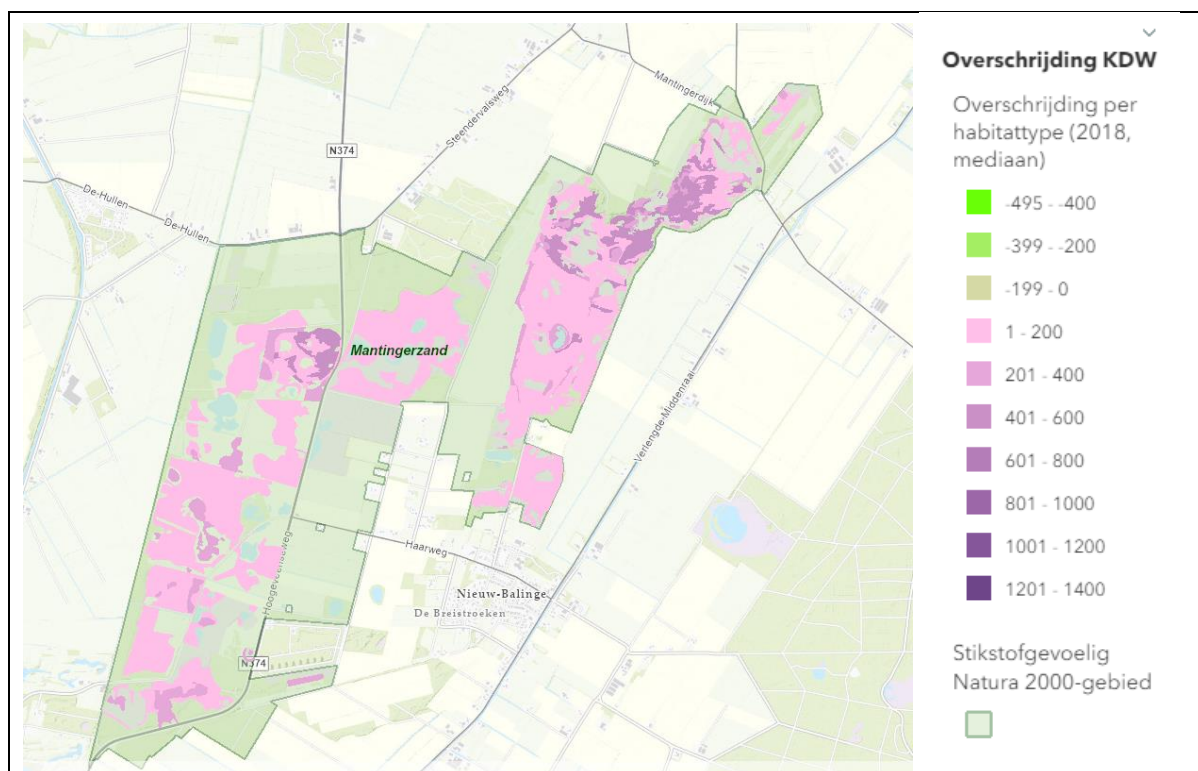 Mantingerdijk
Steendervalsweg
N374
De-Hullen
De-Hullen
Mantingerzand
Verlengde-Middenraai
Hoogeveenseweg
Haarweg
Nieuw-Balinge
De Breistroeken
N374
Overschrijding KDW
Overschrijding per
habitattype (2018,
mediaan)
-495 - -400
-399 - -200
-199 - 0
1 - 200
201 - 400
401 - 600
601 - 800
801 - 1000
1001 - 1200
1201 - 1400
Stikstofgevoelig
Natura 2000-gebied